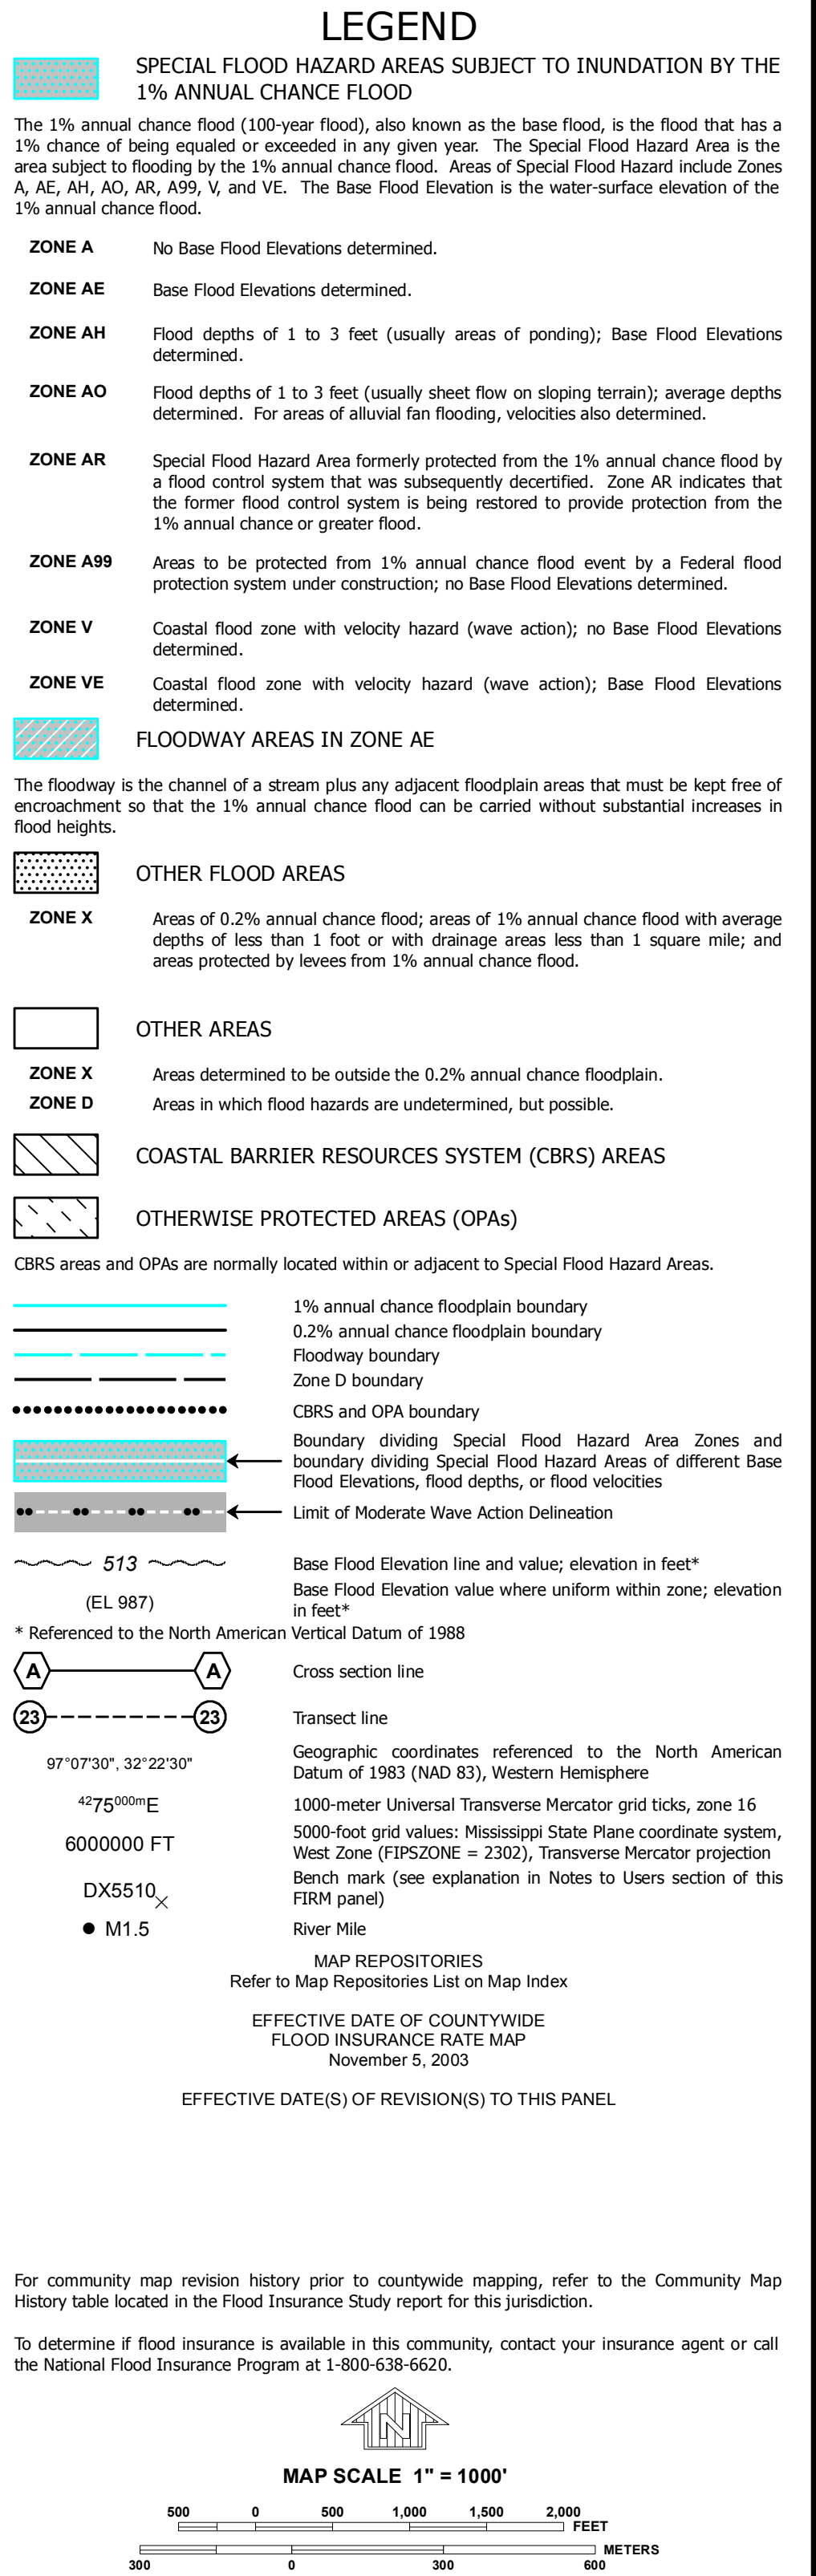 LEGEND
SPECIAL FLOOD HAZARD AREAS SUBJECT TO INUNDATION BY THE
1% ANNUAL CHANCE FLOOD
The 1% annual chance flood (100-year flood), also known as the base flood, is the flood that has a
1% chance of being equaled or exceeded in any given year. The Special Flood Hazard Area is the
area subject to flooding by the 1% annual chance flood. Areas of Special Flood Hazard include Zones
A, AE, AH, AO, AR, A99, V, and VE. The Base Flood Elevation is the water-surface elevation of the
1% annual chance flood.
ZONE A No Base Flood Elevations determined.
ZONE AE Base Flood Elevations determined.
ZONE AH Flood depths of 1 to 3 feet (usually areas of ponding); Base Flood Elevations
determined.
ZONE AO Flood depths of 1 to 3 feet (usually sheet flow on sloping terrain); average depths
determined. For areas of alluvial fan flooding, velocities also determined.
ZONE AR Special Flood Hazard Area formerly protected from the 1% annual chance flood by
a flood control system that was subsequently decertified. Zone AR indicates that
the former flood control system is being restored to provide protection from the
1% annual chance or greater flood.
ZONE A99 Areas to be protected from 1% annual chance flood event by a Federal flood
protection system under construction; no Base Flood Elevations determined.
ZONE V Coastal flood zone with velocity hazard (wave action); no Base Flood Elevations
determined.
ZONE VE Coastal flood zone with velocity hazard (wave action); Base Flood Elevations
determined.
FLOODWAY AREAS IN ZONE AE
The floodway is the channel of a stream plus any adjacent floodplain areas that must be kept free of
encroachment so that the 1% annual chance flood can be carried without substantial increases in
flood heights.
OTHER FLOOD AREAS
ZONE X Areas of 0.2% annual chance flood; areas of 1% annual chance flood with average
depths of less than 1 foot or with drainage areas less than 1 square mile; and
areas protected by levees from 1% annual chance flood.
OTHER AREAS
ZONE X Areas determined to be outside the 0.2% annual chance floodplain.
ZONE D Areas in which flood hazards are undetermined, but possible.
COASTAL BARRIER RESOURCES SYSTEM (CBRS) AREAS
OTHERWISE PROTECTED AREAS (OPAs)
CBRS areas and OPAs are normally located within or adjacent to Special Flood Hazard Areas.
1% annual chance floodplain boundary
0.2% annual chance floodplain boundary
Floodway boundary
Zone D boundary
CBRS and OPA boundary
Boundary dividing Special Flood Hazard Area Zones and
boundary dividing Special Flood Hazard Areas of different Base
Flood Elevations, flood depths, or flood velocities
Limit of Moderate Wave Action Delineation
513 Base Flood Elevation line and value; elevation in feet*
(EL 987) Base Flood Elevation value where uniform within zone; elevation
in feet*
* Referenced to the North American Vertical Datum of 1988
A A Cross section line
23 23 Transect line
97°07'30", 32°22'30" Geographic coordinates referenced to the North American
Datum of 1983 (NAD 83), Western Hemisphere
4275000mE 1000-meter Universal Transverse Mercator grid ticks, zone 16
6000000 FT 5000-foot grid values: Mississippi State Plane coordinate system,
West Zone (FIPSZONE = 2302), Transverse Mercator projection
DX5510 Bench mark (see explanation in Notes to Users section of this
FIRM panel)
M1.5 River Mile
MAP REPOSITORIES
Refer to Map Repositories List on Map Index
EFFECTIVE DATE OF COUNTYWIDE
FLOOD INSURANCE RATE MAP
November 5, 2003
EFFECTIVE DATE(S) OF REVISION(S) TO THIS PANEL
For community map revision history prior to countywide mapping, refer to the Community Map
History table located in the Flood Insurance Study report for this jurisdiction.
To determine if flood insurance is available in this community, contact your insurance agent or call
the National Flood Insurance Program at 1-800-638-6620.
N
MAP SCALE 1" = 1000'
500 0 500 1,000 1,500 2,000
FEET
METERS
300 0 300 600